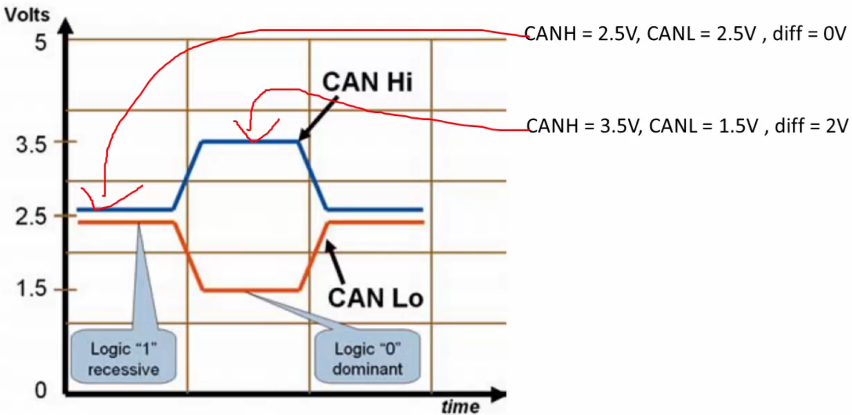 Volts
5
3.5
2.5
1.5
0
CAN Hi
CAN Lo
Logic “1”
recessive
Logic “0”
dominant
time
CANH = 2.5V, CANL = 2.5V , diff = 0V
CANH = 3.5V, CANL = 1.5V , diff = 2V